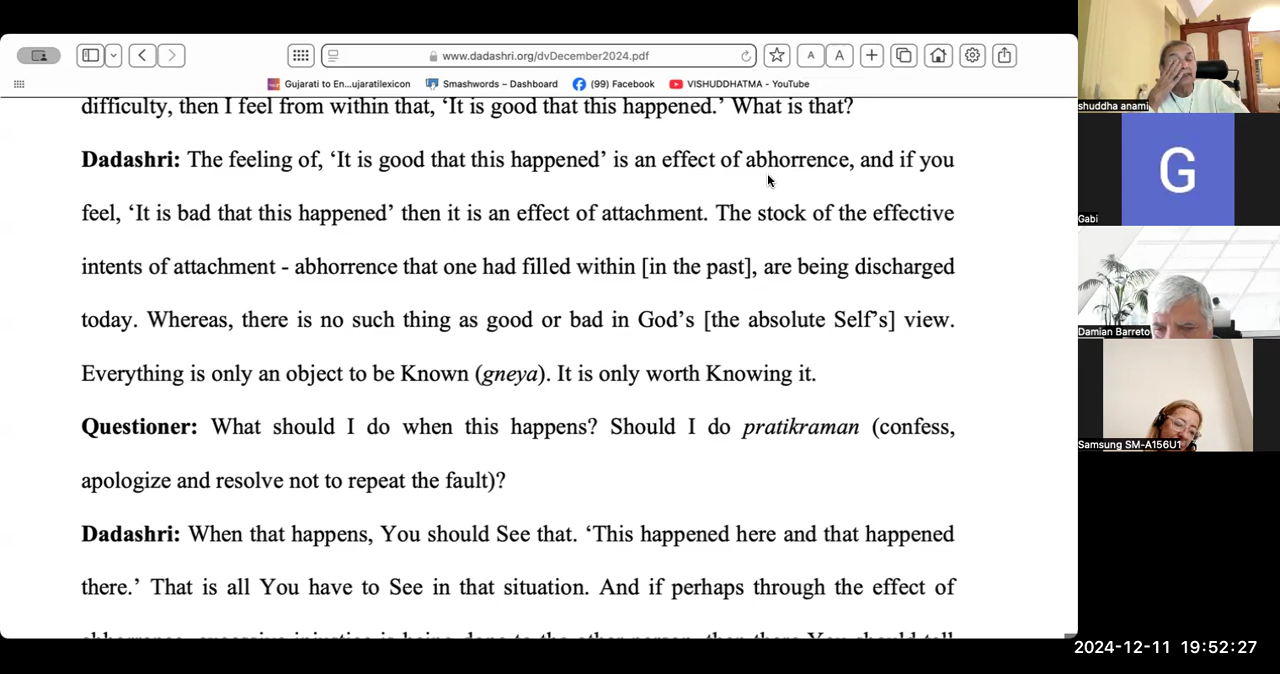 www.dadashri.org/dvDecember2024.pdf
A A
Gujarati to En...ujaratilexicon Smashwords – Dashboard (99) Facebook VISHUDDHATMA - YouTube
difficulty, then I feel from within that, ‘It is good that this happened.’ What is that?
Dadashri: The feeling of, ‘It is good that this happened’ is an effect of abhorrence, and if you
feel, ‘It is bad that this happened’ then it is an effect of attachment. The stock of the effective
intents of attachment - abhorrence that one had filled within [in the past], are being discharged
today. Whereas, there is no such thing as good or bad in God’s [the absolute Self’s] view.
Everything is only an object to be Known (gneya). It is only worth Knowing it.
Questioner: What should I do when this happens? Should I do pratikraman (confess,
apologize and resolve not to repeat the fault)?
Dadashri: When that happens, You should See that. ‘This happened here and that happened
there.’ That is all You have to See in that situation. And if perhaps through the effect of
shuddha anami
G
Gabi
Damian Barreto
Samsung SM-A156U1
2024-12-11 19:52:27